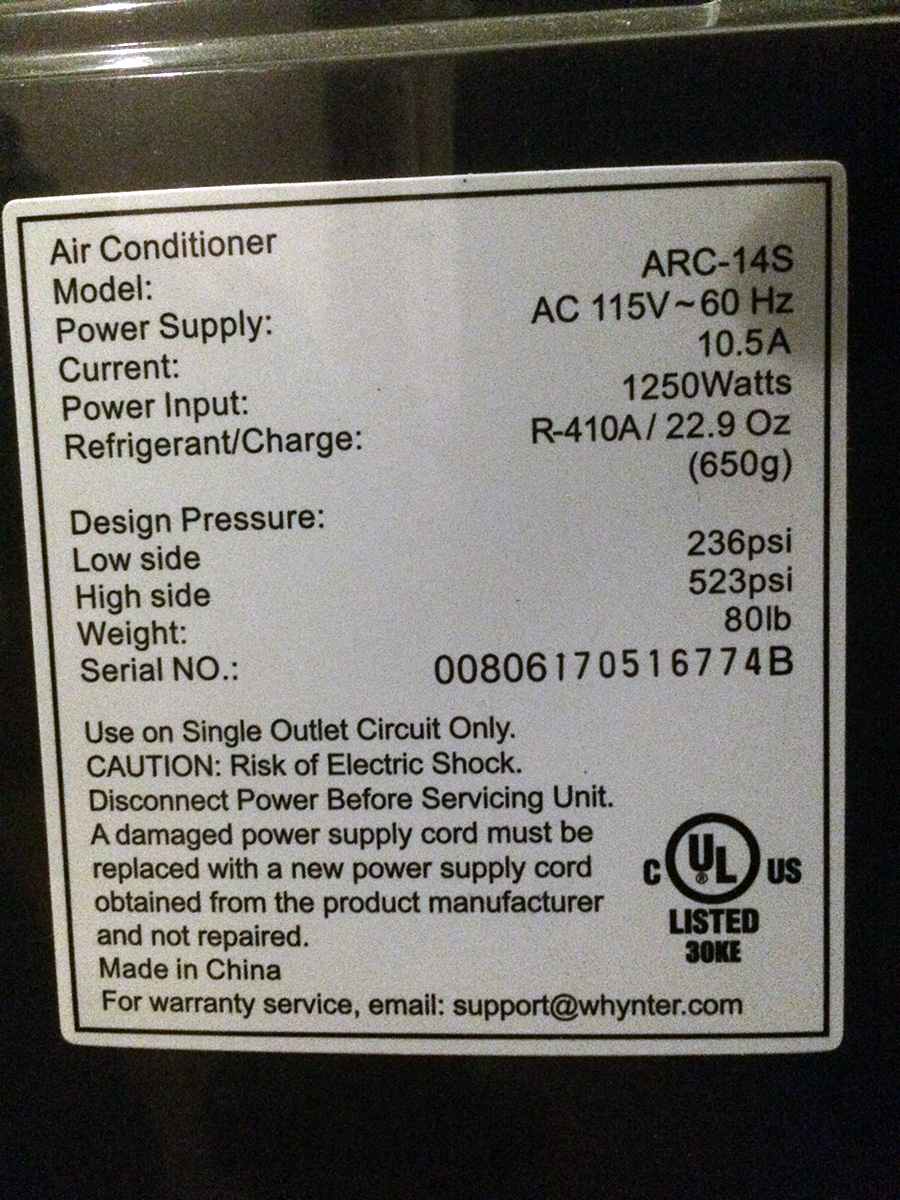 Air Conditioner
Model: ARC-14S
Power Supply: AC 115V~60 Hz
Current: 10.5A
Power Input: 1250Watts
Refrigerant/Charge: R-410A / 22.9 Oz
(650g)
Design Pressure:
Low side 236psi
High side 523psi
Weight: 80lb
Serial NO.: 00806170516774B
Use on Single Outlet Circuit Only.
CAUTION: Risk of Electric Shock.
Disconnect Power Before Servicing Unit.
A damaged power supply cord must be
replaced with a new power supply cord
obtained from the product manufacturer
and not repaired.
Made in China
For warranty service, email: support@whynter.com
C UL® US
LISTED
30KE